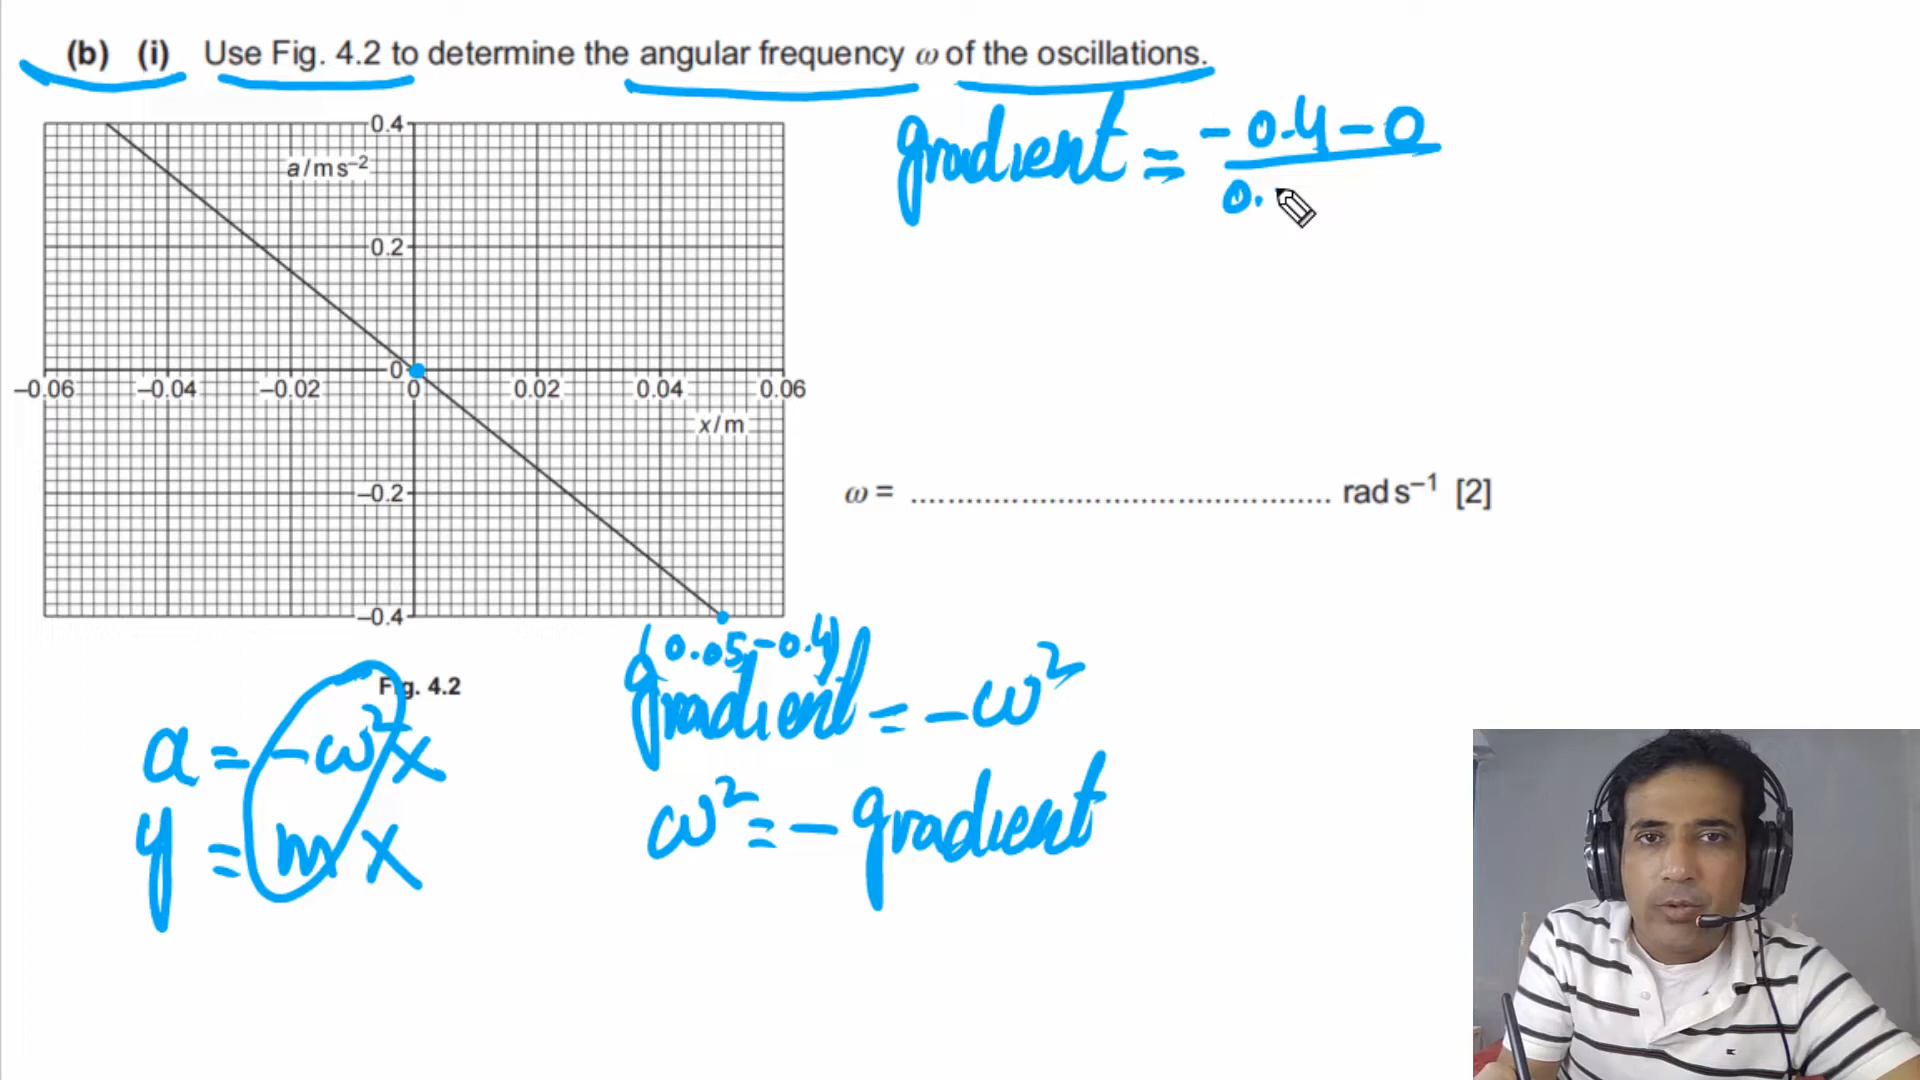 (b) (i) Use Fig. 4.2 to determine the angular frequency ω of the oscillations.
gradient = -0.4-0
0.
0.4
a/ms⁻²
0.2
0
-0.06 -0.04 -0.02 0 0.02 0.04 0.06
x/m
-0.2
ω = .............................................. rad s⁻¹ [2]
-0.4
(0.05,-0.4)
Fig. 4.2
gradient = -ω²
a = -ω²x
ω² = - gradient
y = mx